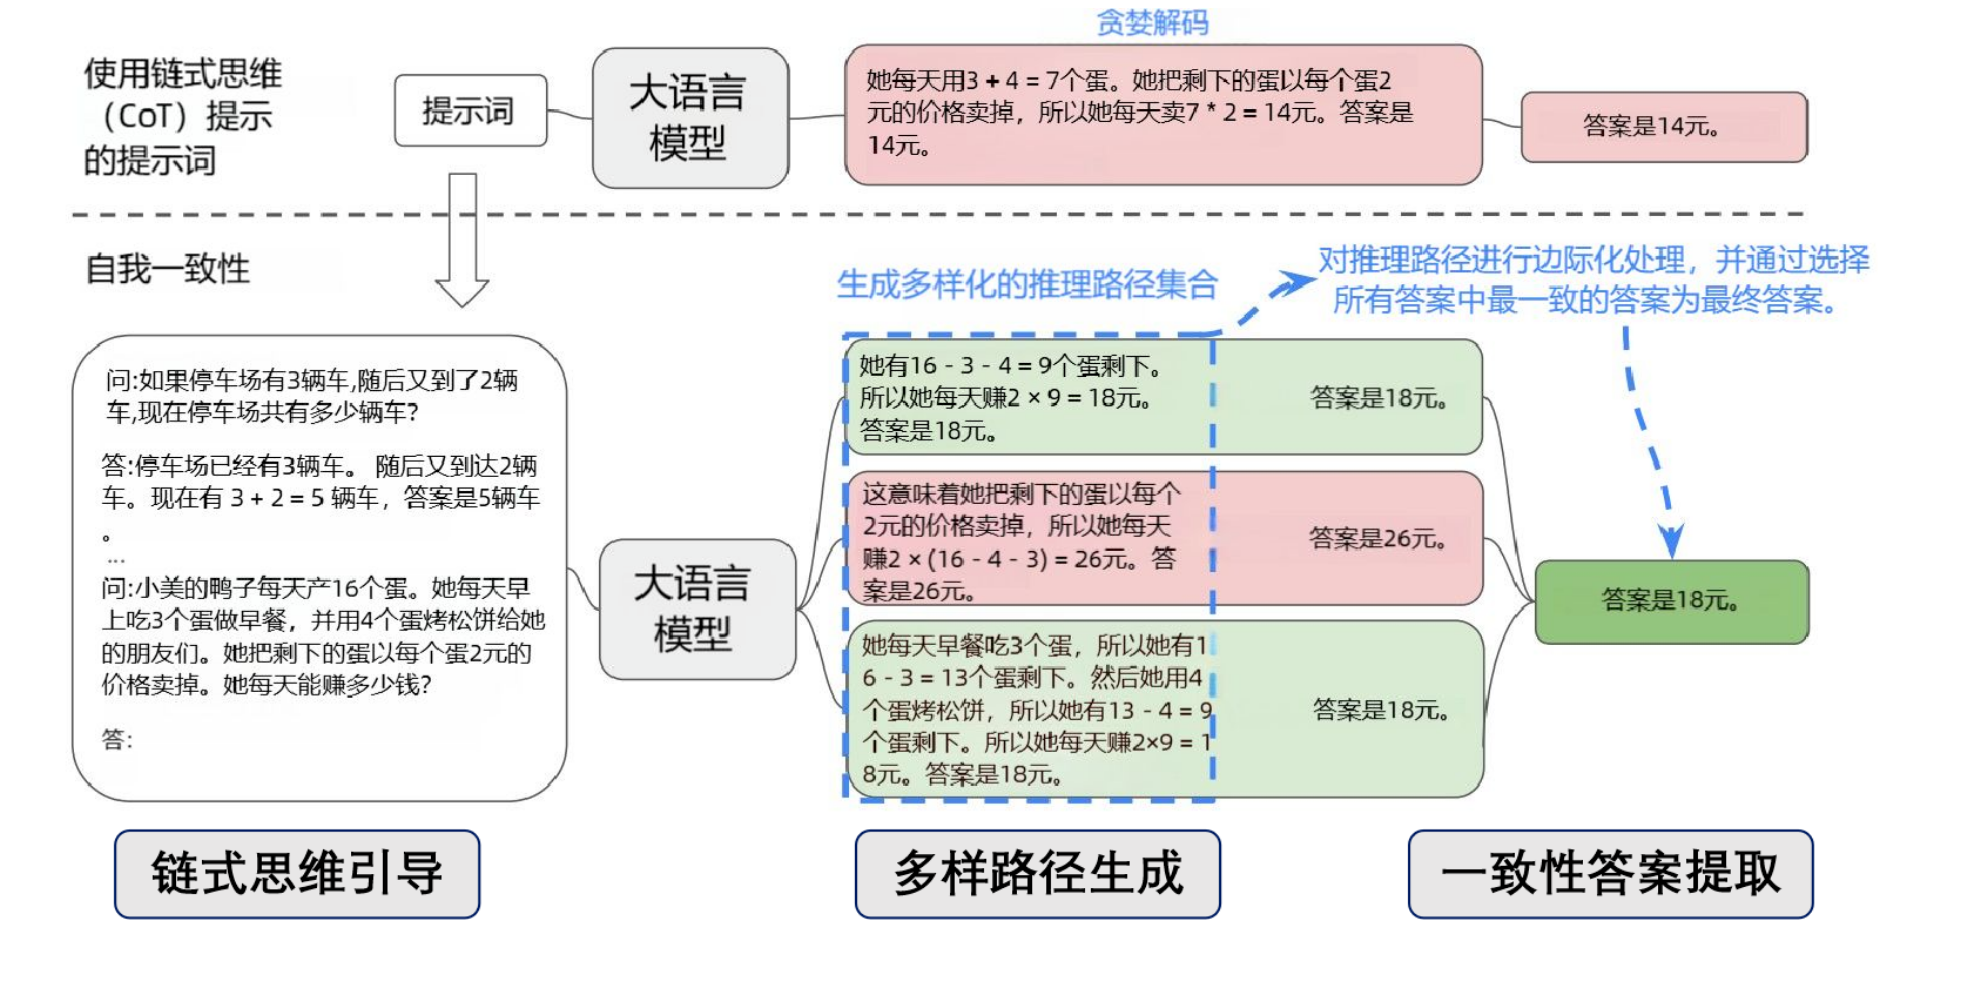 贪婪解码
使用链式思维
（CoT）提示
的提示词
提示词
大语言
模型
她每天用3 + 4 = 7个蛋。她把剩下的蛋以每个蛋2
元的价格卖掉，所以她每天卖7 * 2 = 14元。答案是
14元。
答案是14元。
自我一致性
生成多样化的推理路径集合
对推理路径进行边际化处理，并通过选择
所有答案中最一致的答案为最终答案。
问:如果停车场有3辆车,随后又到了2辆
车,现在停车场共有多少辆车?
答:停车场已经有3辆车。 随后又到达2辆
车。现在有 3 + 2 = 5 辆车，答案是5辆车
。
...
问:小美的鸭子每天产16个蛋。她每天早
上吃3个蛋做早餐，并用4个蛋烤松饼给她
的朋友们。她把剩下的蛋以每个蛋2元的
价格卖掉。她每天能赚多少钱?
答:
大语言
模型
她有16 - 3 - 4 = 9个蛋剩下。
所以她每天赚2 × 9 = 18元。
答案是18元。
答案是18元。
这意味着她把剩下的蛋以每个
2元的价格卖掉，所以她每天
赚2 × (16 - 4 - 3) = 26元。答
案是26元。
答案是26元。
她每天早餐吃3个蛋，所以她有1
6 - 3 = 13个蛋剩下。然后她用4
个蛋烤松饼，所以她有13 - 4 = 9
个蛋剩下。所以她每天赚2×9 = 1
8元。答案是18元。
答案是18元。
答案是18元。
链式思维引导
多样路径生成
一致性答案提取